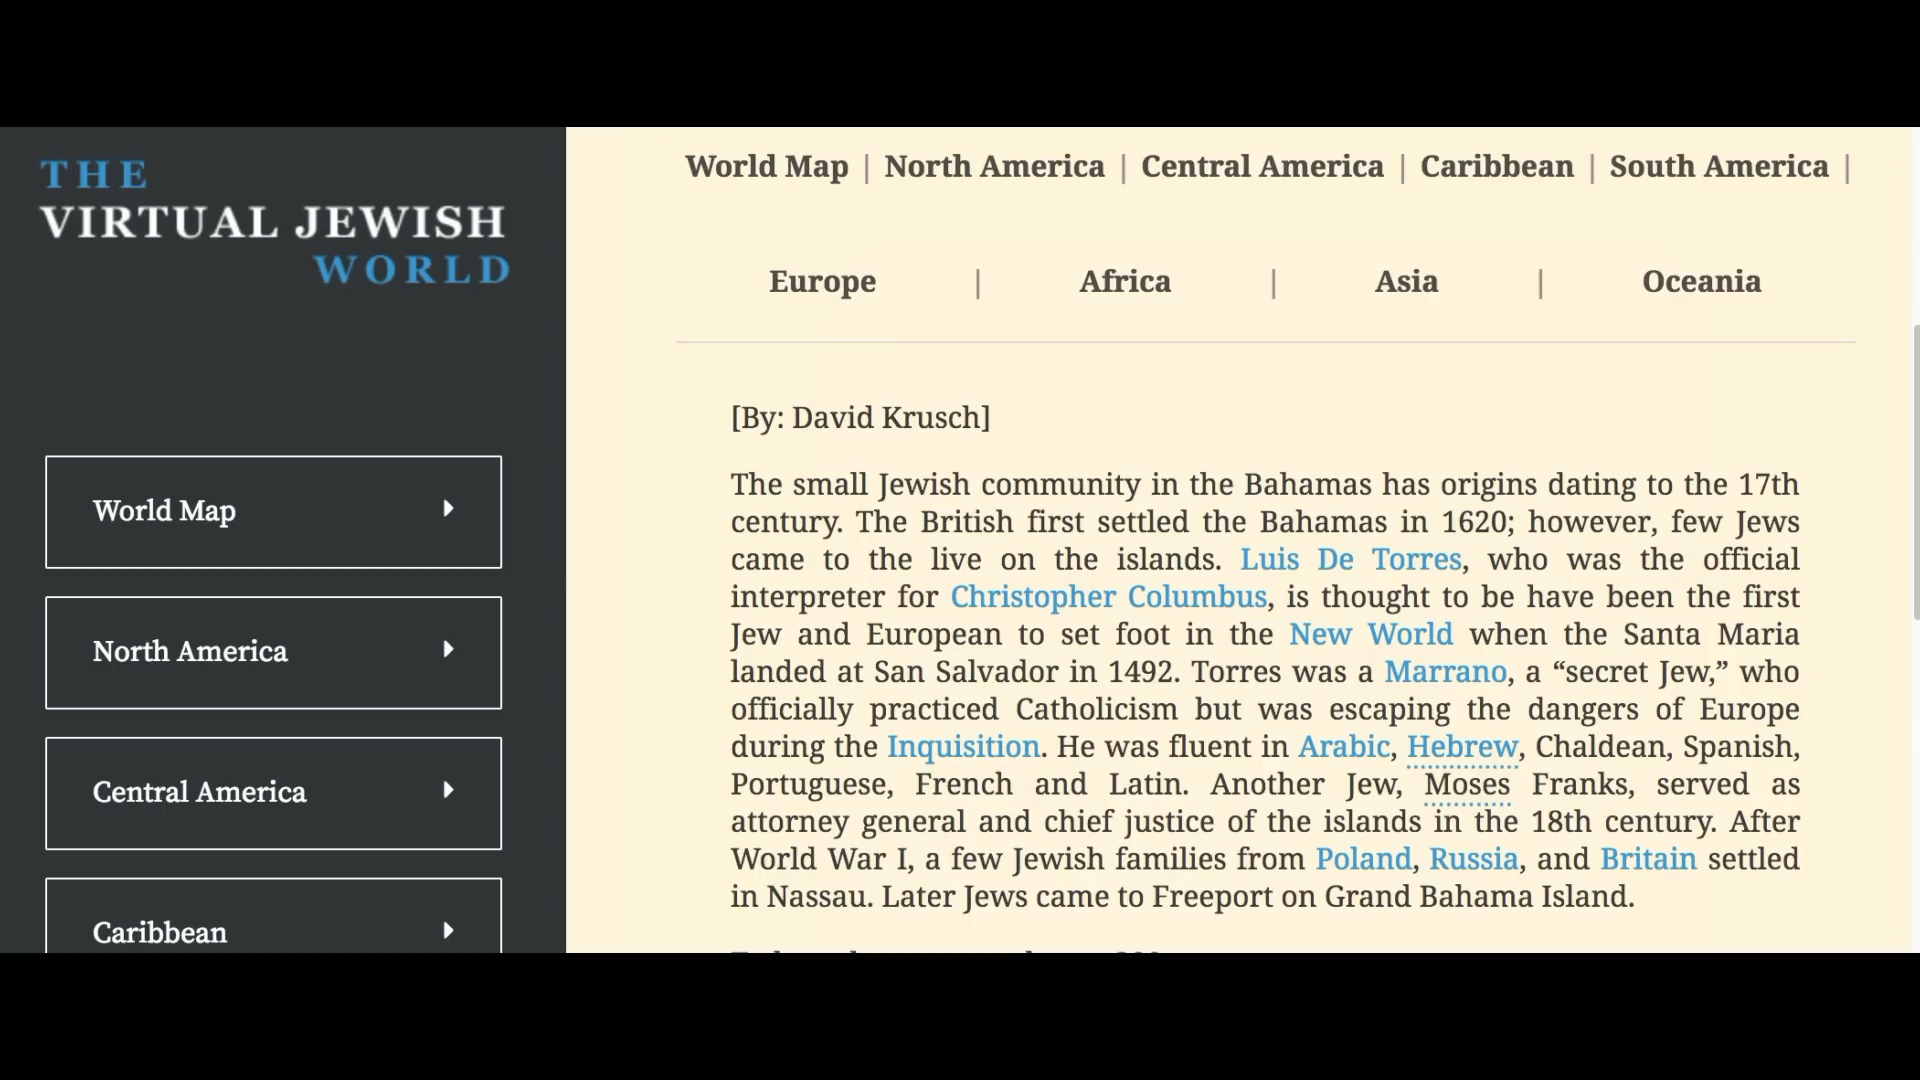 THE
VIRTUAL JEWISH
WORLD
World Map
North America
Central America
Caribbean
World Map | North America | Central America | Caribbean | South America |
Europe | Africa | Asia | Oceania
[By: David Krusch]
The small Jewish community in the Bahamas has origins dating to the 17th
century. The British first settled the Bahamas in 1620; however, few Jews
came to the live on the islands. Luis De Torres, who was the official
interpreter for Christopher Columbus, is thought to be have been the first
Jew and European to set foot in the New World when the Santa Maria
landed at San Salvador in 1492. Torres was a Marrano, a “secret Jew,” who
officially practiced Catholicism but was escaping the dangers of Europe
during the Inquisition. He was fluent in Arabic, Hebrew, Chaldean, Spanish,
Portuguese, French and Latin. Another Jew, Moses Franks, served as
attorney general and chief justice of the islands in the 18th century. After
World War I, a few Jewish families from Poland, Russia, and Britain settled
in Nassau. Later Jews came to Freeport on Grand Bahama Island.